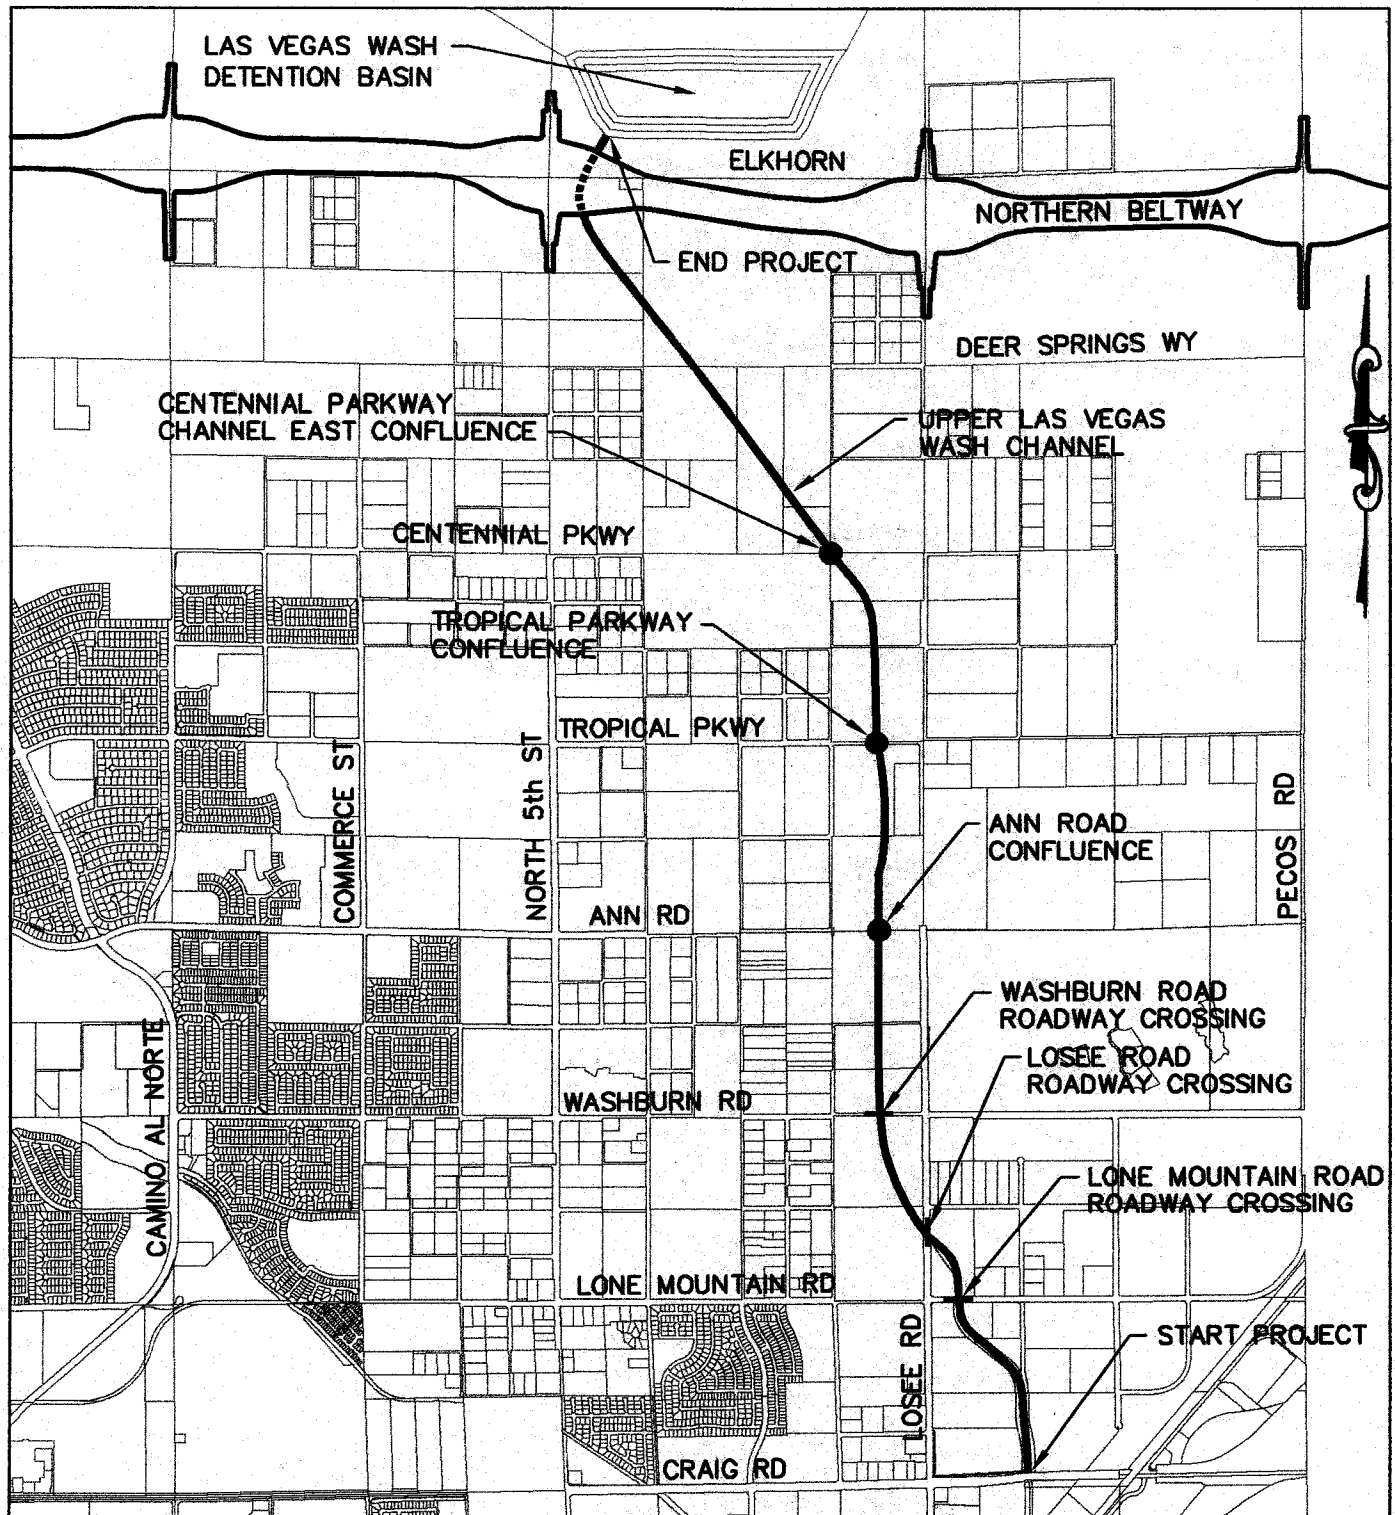 LAS VEGAS WASH
DETENTION BASIN
ELKHORN
NORTHERN BELTWAY
END PROJECT
DEER SPRINGS WY
CENTENNIAL PARKWAY
CHANNEL EAST CONFLUENCE
UPPER LAS VEGAS
WASH CHANNEL
CENTENNIAL PKWY
TROPICAL PARKWAY
CONFLUENCE
TROPICAL PKWY
COMMERCE ST
NORTH 5th ST
PECOS RD
ANN ROAD
CONFLUENCE
ANN RD
WASHBURN ROAD
ROADWAY CROSSING
LOSEE ROAD
ROADWAY CROSSING
WASHBURN RD
CAMINO AL NORTE
LONE MOUNTAIN ROAD
ROADWAY CROSSING
LONE MOUNTAIN RD
START PROJECT
LOSEE RD
CRAIG RD